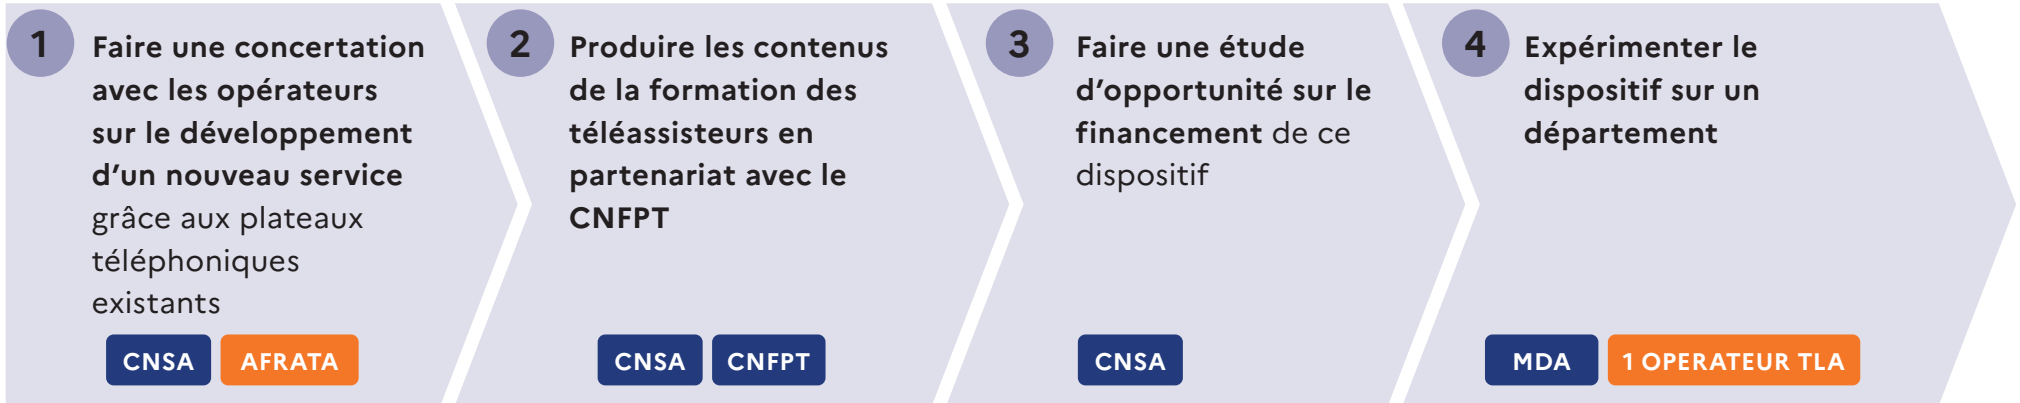 1
Faire une concertation
avec les opérateurs
sur le développement
d’un nouveau service
grâce aux plateaux
téléphoniques
existants
CNSA
AFRATA
2
Produire les contenus
de la formation des
téléassisteurs en
partenariat avec le
CNFPT
CNSA
CNFPT
3
Faire une étude
d’opportunité sur le
financement de ce
dispositif
CNSA
4
Expérimenter le
dispositif sur un
département
MDA
1 OPERATEUR TLA